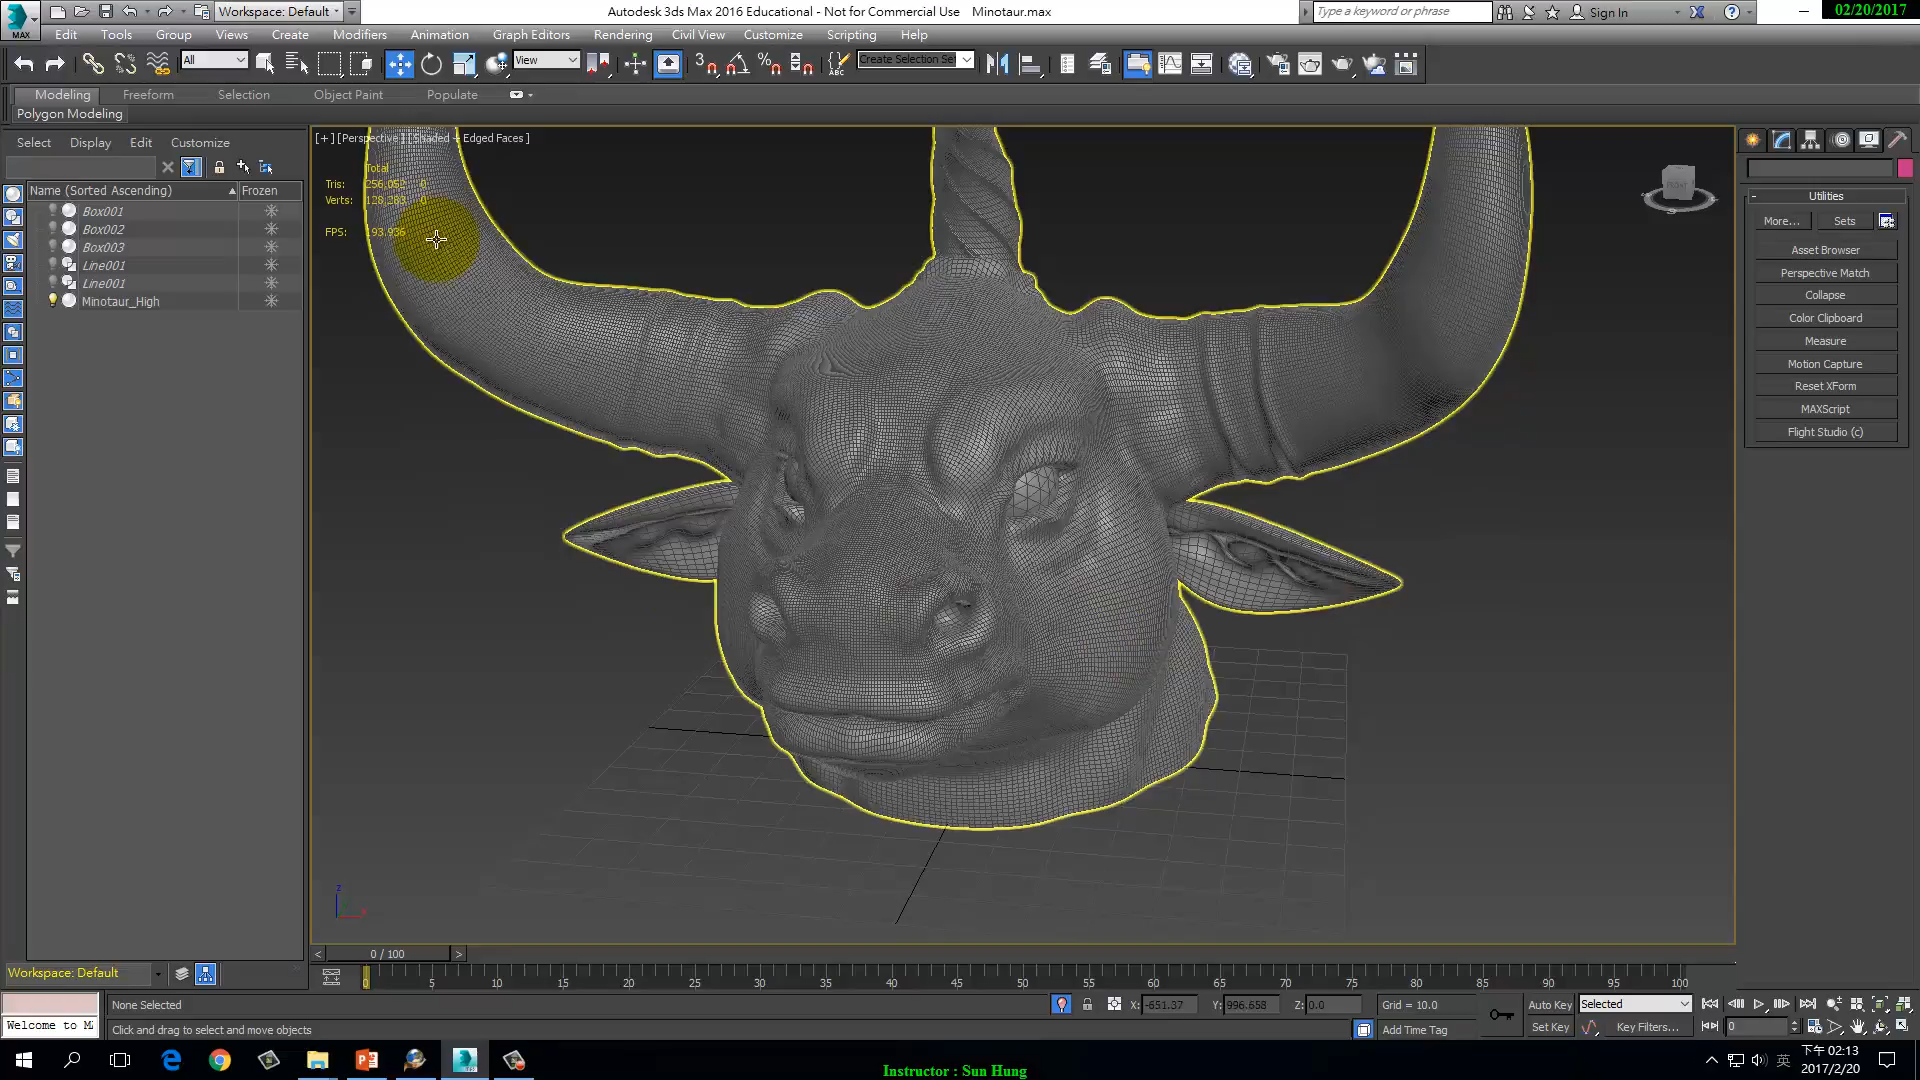 Workspace: Default
Autodesk 3ds Max 2016 Educational - Not for Commercial Use Minotaur.max
Type a keyword or phrase
Sign In
02/20/2017
MAX
Edit Tools Group Views Create Modifiers Animation Graph Editors Rendering Civil View Customize Scripting Help
All
View
3
ABC
Create Selection Se
Modeling Freeform Selection Object Paint Populate
Polygon Modeling
Select Display Edit Customize
Name (Sorted Ascending) Frozen
Box001
Box002
Box003
Line001
Line001
Minotaur_High
[+] [Perspective] [Shaded + Edged Faces ]
Total
Tris: 256,052 0
Verts: 128,283 0
FPS: 193.936
Utilities
More... Sets
Asset Browser
Perspective Match
Collapse
Color Clipboard
Measure
Motion Capture
Reset XForm
MAXScript
Flight Studio (c)
z
x
< 0 / 100 >
Workspace: Default
0 5 10 15 20 25 30 35 40 45 50 55 60 65 70 75 80 85 90 95 100
None Selected
X: -651.37 Y: 996.658 Z: 0.0
Grid = 10.0
Auto Key
Selected
Welcome to M
Click and drag to select and move objects
Add Time Tag
Set Key
Key Filters...
0
英
下午 02:13
2017/2/20
Instructor : Sun Hung